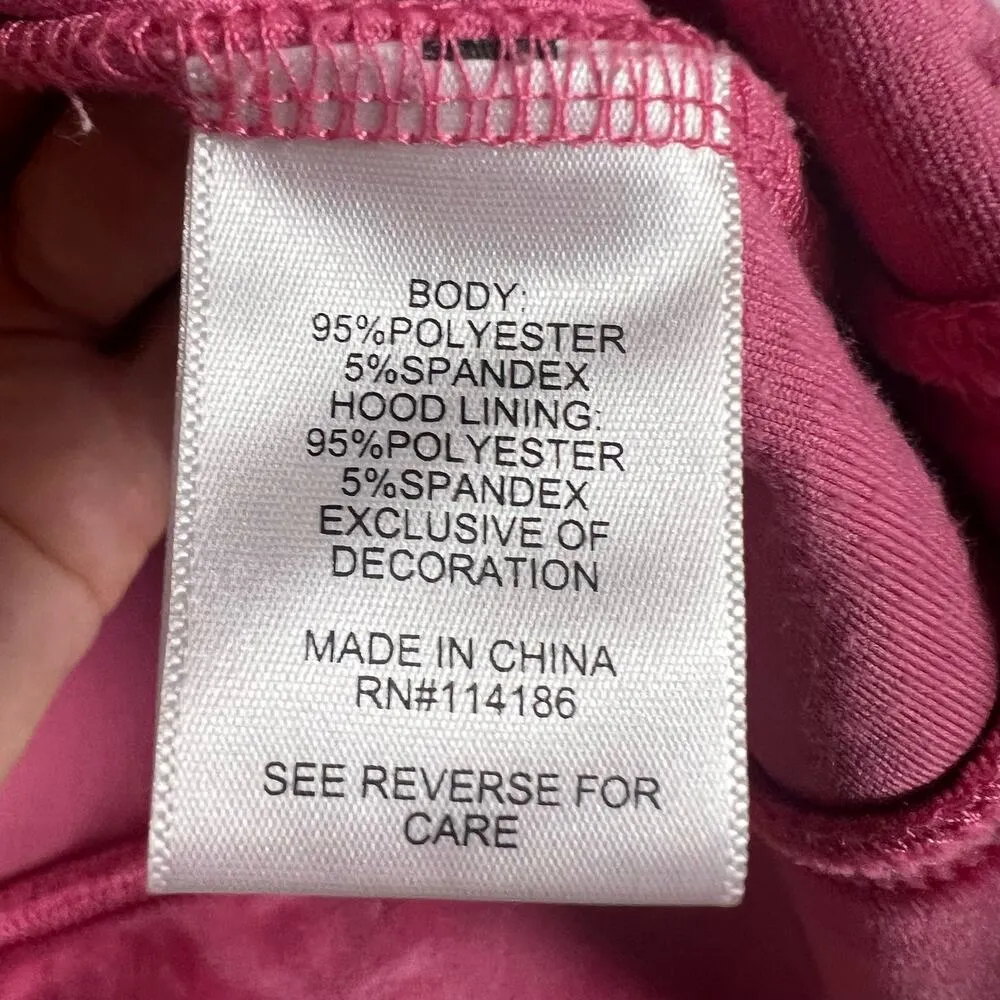 BODY:
95%POLYESTER
5%SPANDEX
HOOD LINING:
95%POLYESTER
5%SPANDEX
EXCLUSIVE OF
DECORATION
MADE IN CHINA
RN#114186
SEE REVERSE FOR
CARE